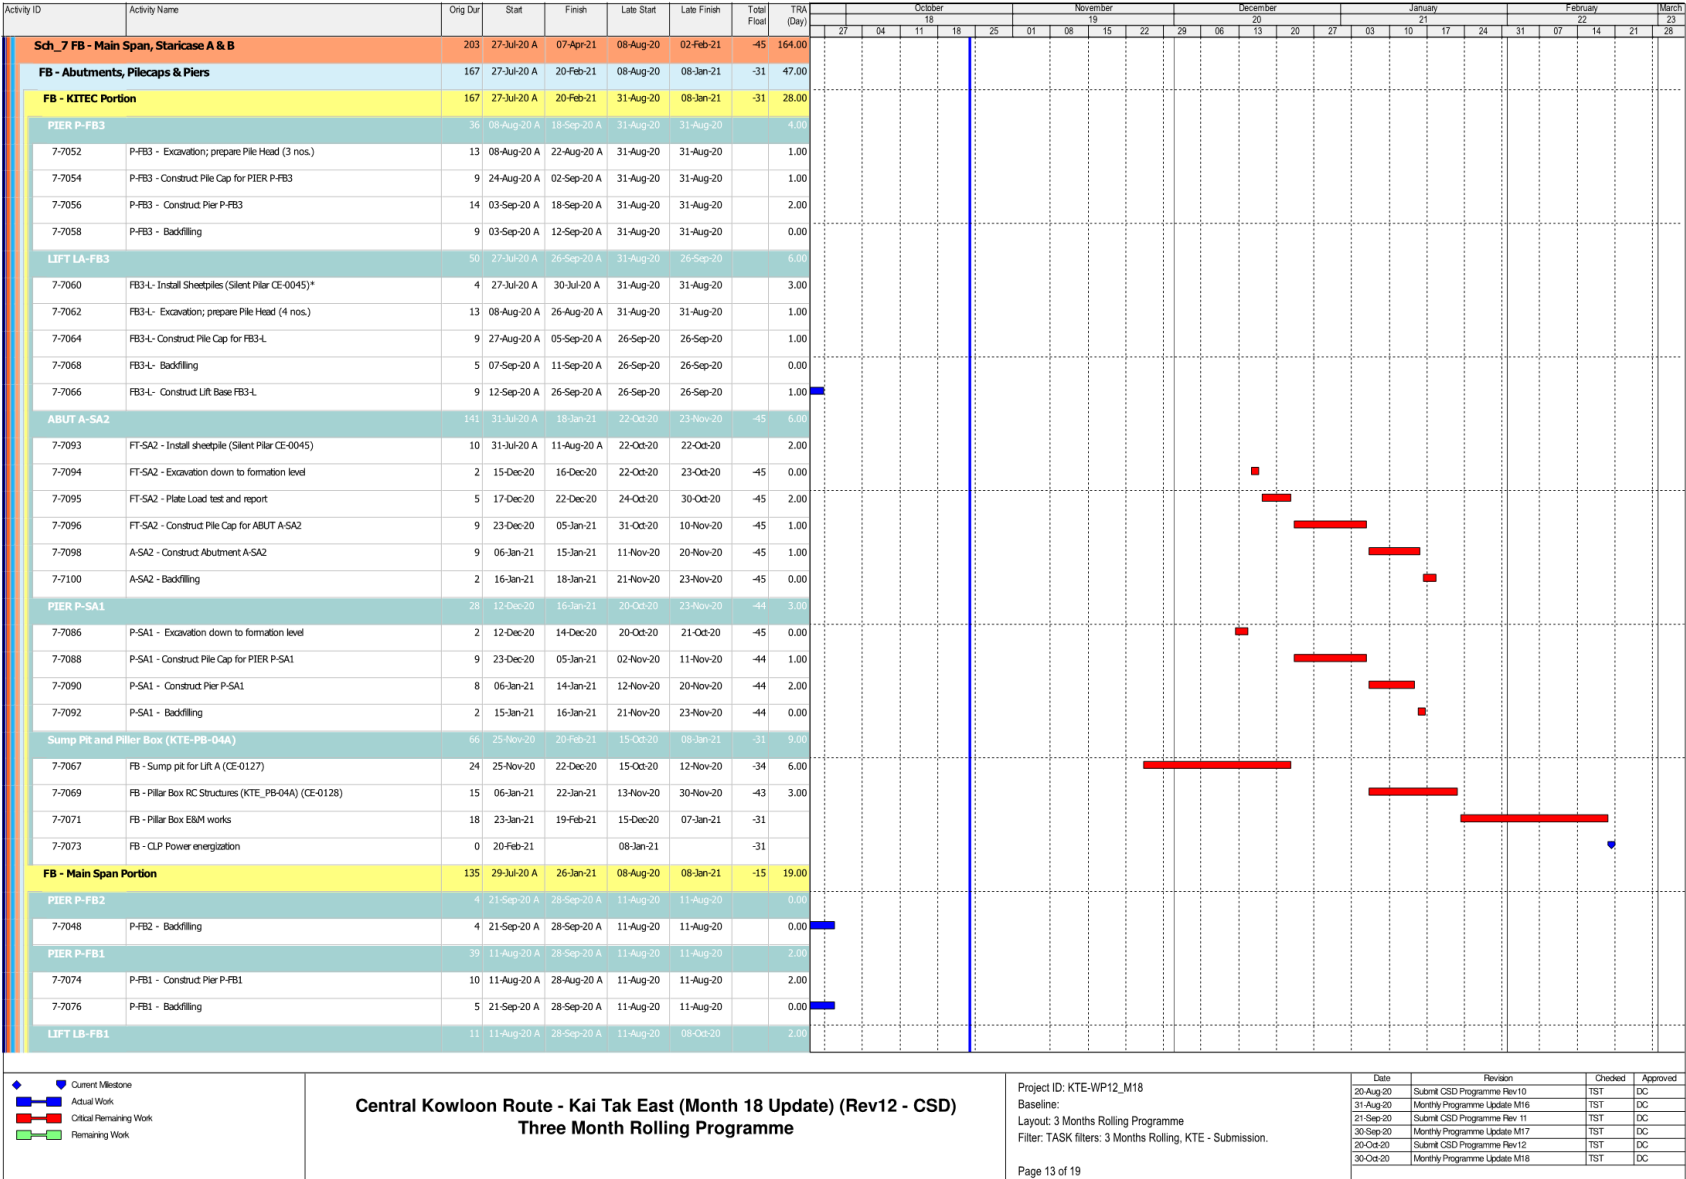 Activity ID Activity Name Orig Dur Start Finish Late Start Late Finish Total Float TRA (Day) October November December January February March
18 19 20 21 22 23
27 04 11 18 25 01 08 15 22 29 06 13 20 27 03 10 17 24 31 07 14 21 28
Sch_7 FB - Main Span, Staricase A & B 203 27-Jul-20 A 07-Apr-21 08-Aug-20 02-Feb-21 -45 164.00
FB - Abutments, Pilecaps & Piers 167 27-Jul-20 A 20-Feb-21 08-Aug-20 08-Jan-21 -31 47.00
FB - KITEC Portion 167 27-Jul-20 A 20-Feb-21 31-Aug-20 08-Jan-21 -31 28.00
PIER P-FB3 36 08-Aug-20 A 18-Sep-20 A 31-Aug-20 31-Aug-20 4.00
7-7052 P-FB3 - Excavation; prepare Pile Head (3 nos.) 13 08-Aug-20 A 22-Aug-20 A 31-Aug-20 31-Aug-20 1.00
7-7054 P-FB3 - Construct Pile Cap for PIER P-FB3 9 24-Aug-20 A 02-Sep-20 A 31-Aug-20 31-Aug-20 1.00
7-7056 P-FB3 - Construct Pier P-FB3 14 03-Sep-20 A 18-Sep-20 A 31-Aug-20 31-Aug-20 2.00
7-7058 P-FB3 - Backfilling 9 03-Sep-20 A 12-Sep-20 A 31-Aug-20 31-Aug-20 0.00
LIFT LA-FB3 50 27-Jul-20 A 26-Sep-20 A 31-Aug-20 26-Sep-20 6.00
7-7060 FB3-L- Install Sheetpiles (Silent Pilar CE-0045)* 4 27-Jul-20 A 30-Jul-20 A 31-Aug-20 31-Aug-20 3.00
7-7062 FB3-L- Excavation; prepare Pile Head (4 nos.) 13 08-Aug-20 A 26-Aug-20 A 31-Aug-20 31-Aug-20 1.00
7-7064 FB3-L- Construct Pile Cap for FB3-L 9 27-Aug-20 A 05-Sep-20 A 26-Sep-20 26-Sep-20 1.00
7-7068 FB3-L- Backfilling 5 07-Sep-20 A 11-Sep-20 A 26-Sep-20 26-Sep-20 0.00
7-7066 FB3-L- Construct Lift Base FB3-L 9 12-Sep-20 A 26-Sep-20 A 26-Sep-20 26-Sep-20 1.00
ABUT A-SA2 141 31-Jul-20 A 18-Jan-21 22-Oct-20 23-Nov-20 -45 6.00
7-7093 FT-SA2 - Install sheetpile (Silent Pilar CE-0045) 10 31-Jul-20 A 11-Aug-20 A 22-Oct-20 22-Oct-20 2.00
7-7094 FT-SA2 - Excavation down to formation level 2 15-Dec-20 16-Dec-20 22-Oct-20 23-Oct-20 -45 0.00
7-7095 FT-SA2 - Plate Load test and report 5 17-Dec-20 22-Dec-20 24-Oct-20 30-Oct-20 -45 2.00
7-7096 FT-SA2 - Construct Pile Cap for ABUT A-SA2 9 23-Dec-20 05-Jan-21 31-Oct-20 10-Nov-20 -45 1.00
7-7098 A-SA2 - Construct Abutment A-SA2 9 06-Jan-21 15-Jan-21 11-Nov-20 20-Nov-20 -45 1.00
7-7100 A-SA2 - Backfilling 2 16-Jan-21 18-Jan-21 21-Nov-20 23-Nov-20 -45 0.00
PIER P-SA1 28 12-Dec-20 16-Jan-21 20-Oct-20 23-Nov-20 -44 3.00
7-7086 P-SA1 - Excavation down to formation level 2 12-Dec-20 14-Dec-20 20-Oct-20 21-Oct-20 -45 0.00
7-7088 P-SA1 - Construct Pile Cap for PIER P-SA1 9 23-Dec-20 05-Jan-21 02-Nov-20 11-Nov-20 -44 1.00
7-7090 P-SA1 - Construct Pier P-SA1 8 06-Jan-21 14-Jan-21 12-Nov-20 20-Nov-20 -44 2.00
7-7092 P-SA1 - Backfilling 2 15-Jan-21 16-Jan-21 21-Nov-20 23-Nov-20 -44 0.00
Sump Pit and Piller Box (KTE-PB-04A) 66 25-Nov-20 20-Feb-21 15-Oct-20 08-Jan-21 -31 9.00
7-7067 FB - Sump pit for Lift A (CE-0127) 24 25-Nov-20 22-Dec-20 15-Oct-20 12-Nov-20 -34 6.00
7-7069 FB - Pillar Box RC Structures (KTE_PB-04A) (CE-0128) 15 06-Jan-21 22-Jan-21 13-Nov-20 30-Nov-20 -43 3.00
7-7071 FB - Pillar Box E&M works 18 23-Jan-21 19-Feb-21 15-Dec-20 07-Jan-21 -31
7-7073 FB - CLP Power energization 0 20-Feb-21 08-Jan-21 -31
FB - Main Span Portion 135 29-Jul-20 A 26-Jan-21 08-Aug-20 08-Jan-21 -15 19.00
PIER P-FB2 4 21-Sep-20 A 28-Sep-20 A 11-Aug-20 11-Aug-20 0.00
7-7048 P-FB2 - Backfilling 4 21-Sep-20 A 28-Sep-20 A 11-Aug-20 11-Aug-20 0.00
PIER P-FB1 39 11-Aug-20 A 28-Sep-20 A 11-Aug-20 11-Aug-20 2.00
7-7074 P-FB1 - Construct Pier P-FB1 10 11-Aug-20 A 28-Aug-20 A 11-Aug-20 11-Aug-20 2.00
7-7076 P-FB1 - Backfilling 5 21-Sep-20 A 28-Sep-20 A 11-Aug-20 11-Aug-20 0.00
LIFT LB-FB1 11 11-Aug-20 A 28-Sep-20 A 11-Aug-20 08-Oct-20 2.00
Current Milestone
Actual Work
Critical Remaining Work
Remaining Work
Central Kowloon Route - Kai Tak East (Month 18 Update) (Rev12 - CSD)
Three Month Rolling Programme
Project ID: KTE-WP12_M18
Baseline:
Layout: 3 Months Rolling Programme
Filter: TASK filters: 3 Months Rolling, KTE - Submission.
Page 13 of 19
Date Revision Checked Approved
20-Aug-20 Submit CSD Programme Rev10 TST DC
31-Aug-20 Monthly Programme Update M16 TST DC
21-Sep-20 Submit CSD Programme Rev 11 TST DC
30-Sep-20 Monthly Programme Update M17 TST DC
20-Oct-20 Submit CSD Programme Rev12 TST DC
30-Oct-20 Monthly Programme Update M18 TST DC